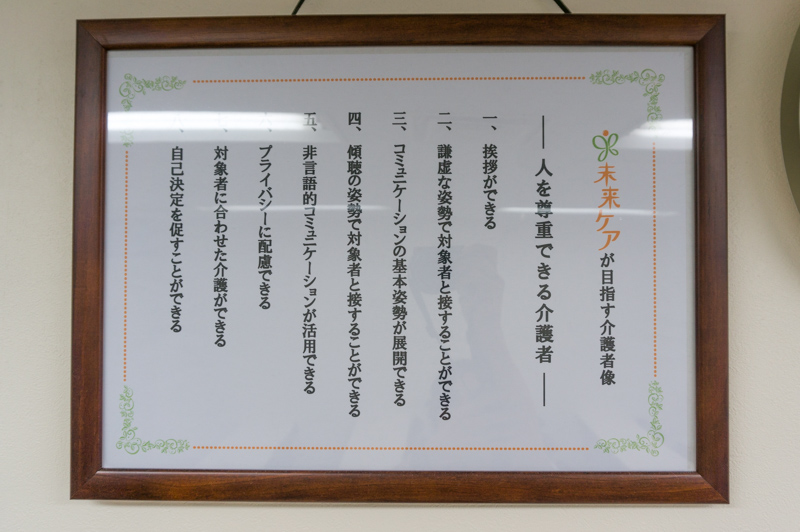 未来ケアが目指す介護者像
― 人を尊重できる介護者 ―
一、挨拶ができる
二、謙虚な姿勢で対象者と接することができる
三、コミュニケーションの基本姿勢が展開できる
四、傾聴の姿勢で対象者と接することができる
五、非言語的コミュニケーションが活用できる
プライバシーに配慮できる
対象者に合わせた介護ができる
自己決定を促すことができる